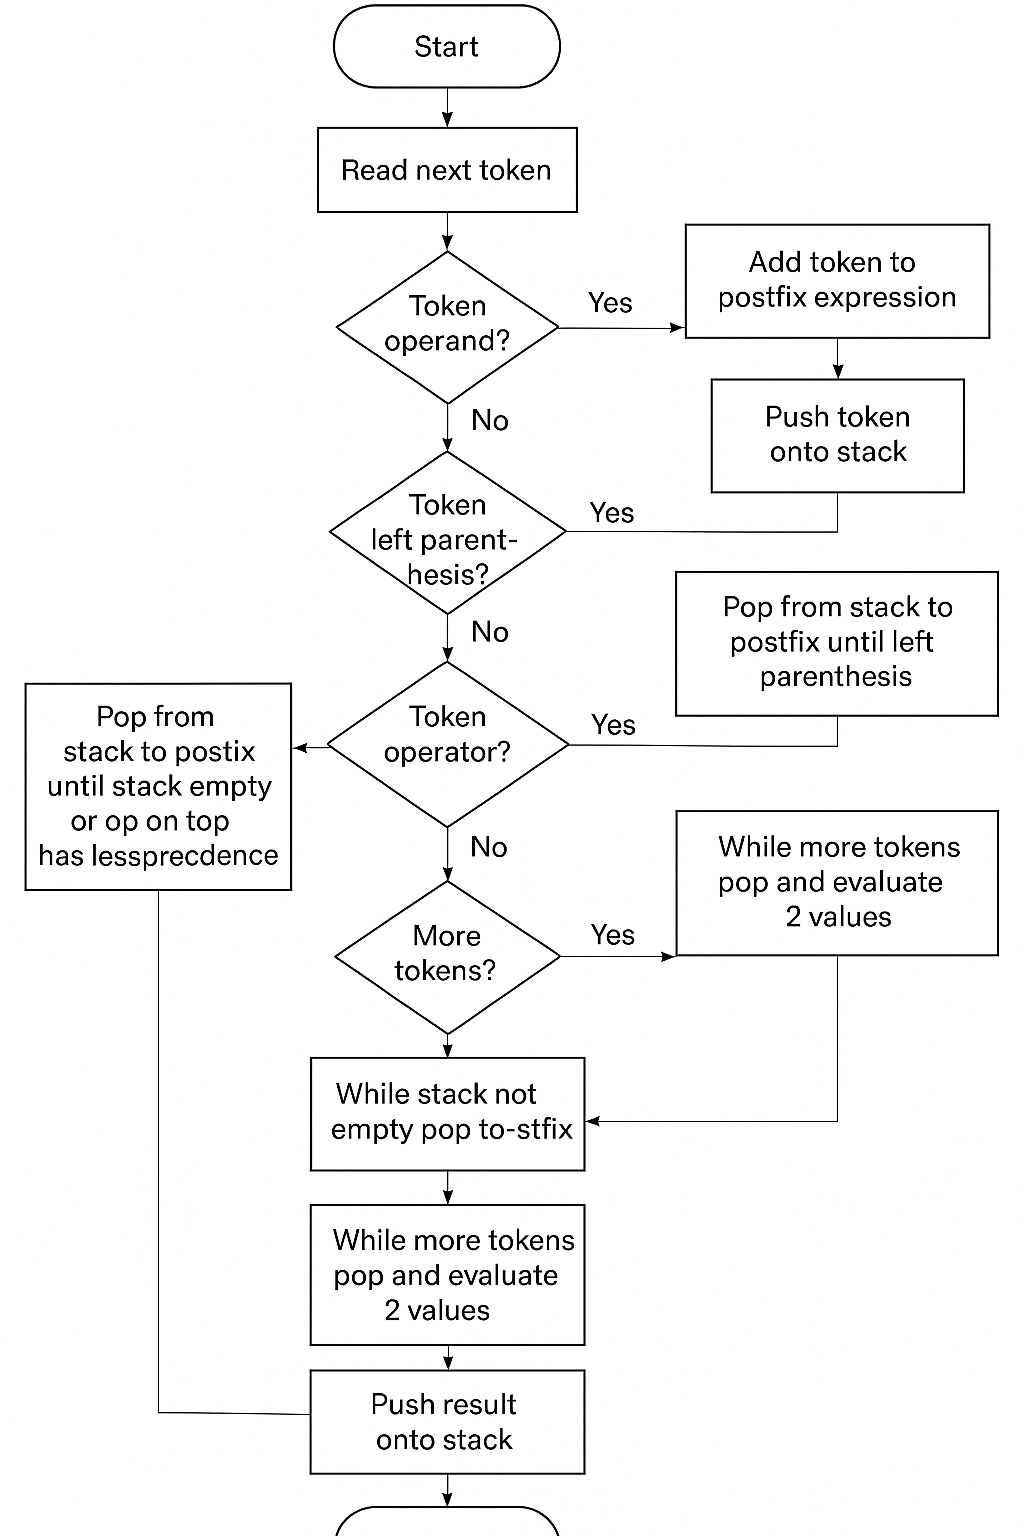 Start
Read next token
Token
operand?
Yes
Add token to
postfix expression
No
Push token
onto stack
Token
left parent-
hesis?
Yes
No
Pop from stack to
postfix until left
parenthesis
Token
operator?
Yes
Pop from
stack to postix
until stack empty
or op on top
has lessprecdence
No
While more tokens
pop and evaluate
2 values
More
tokens?
Yes
While stack not
empty pop to-stfix
While more tokens
pop and evaluate
2 values
Push result
onto stack